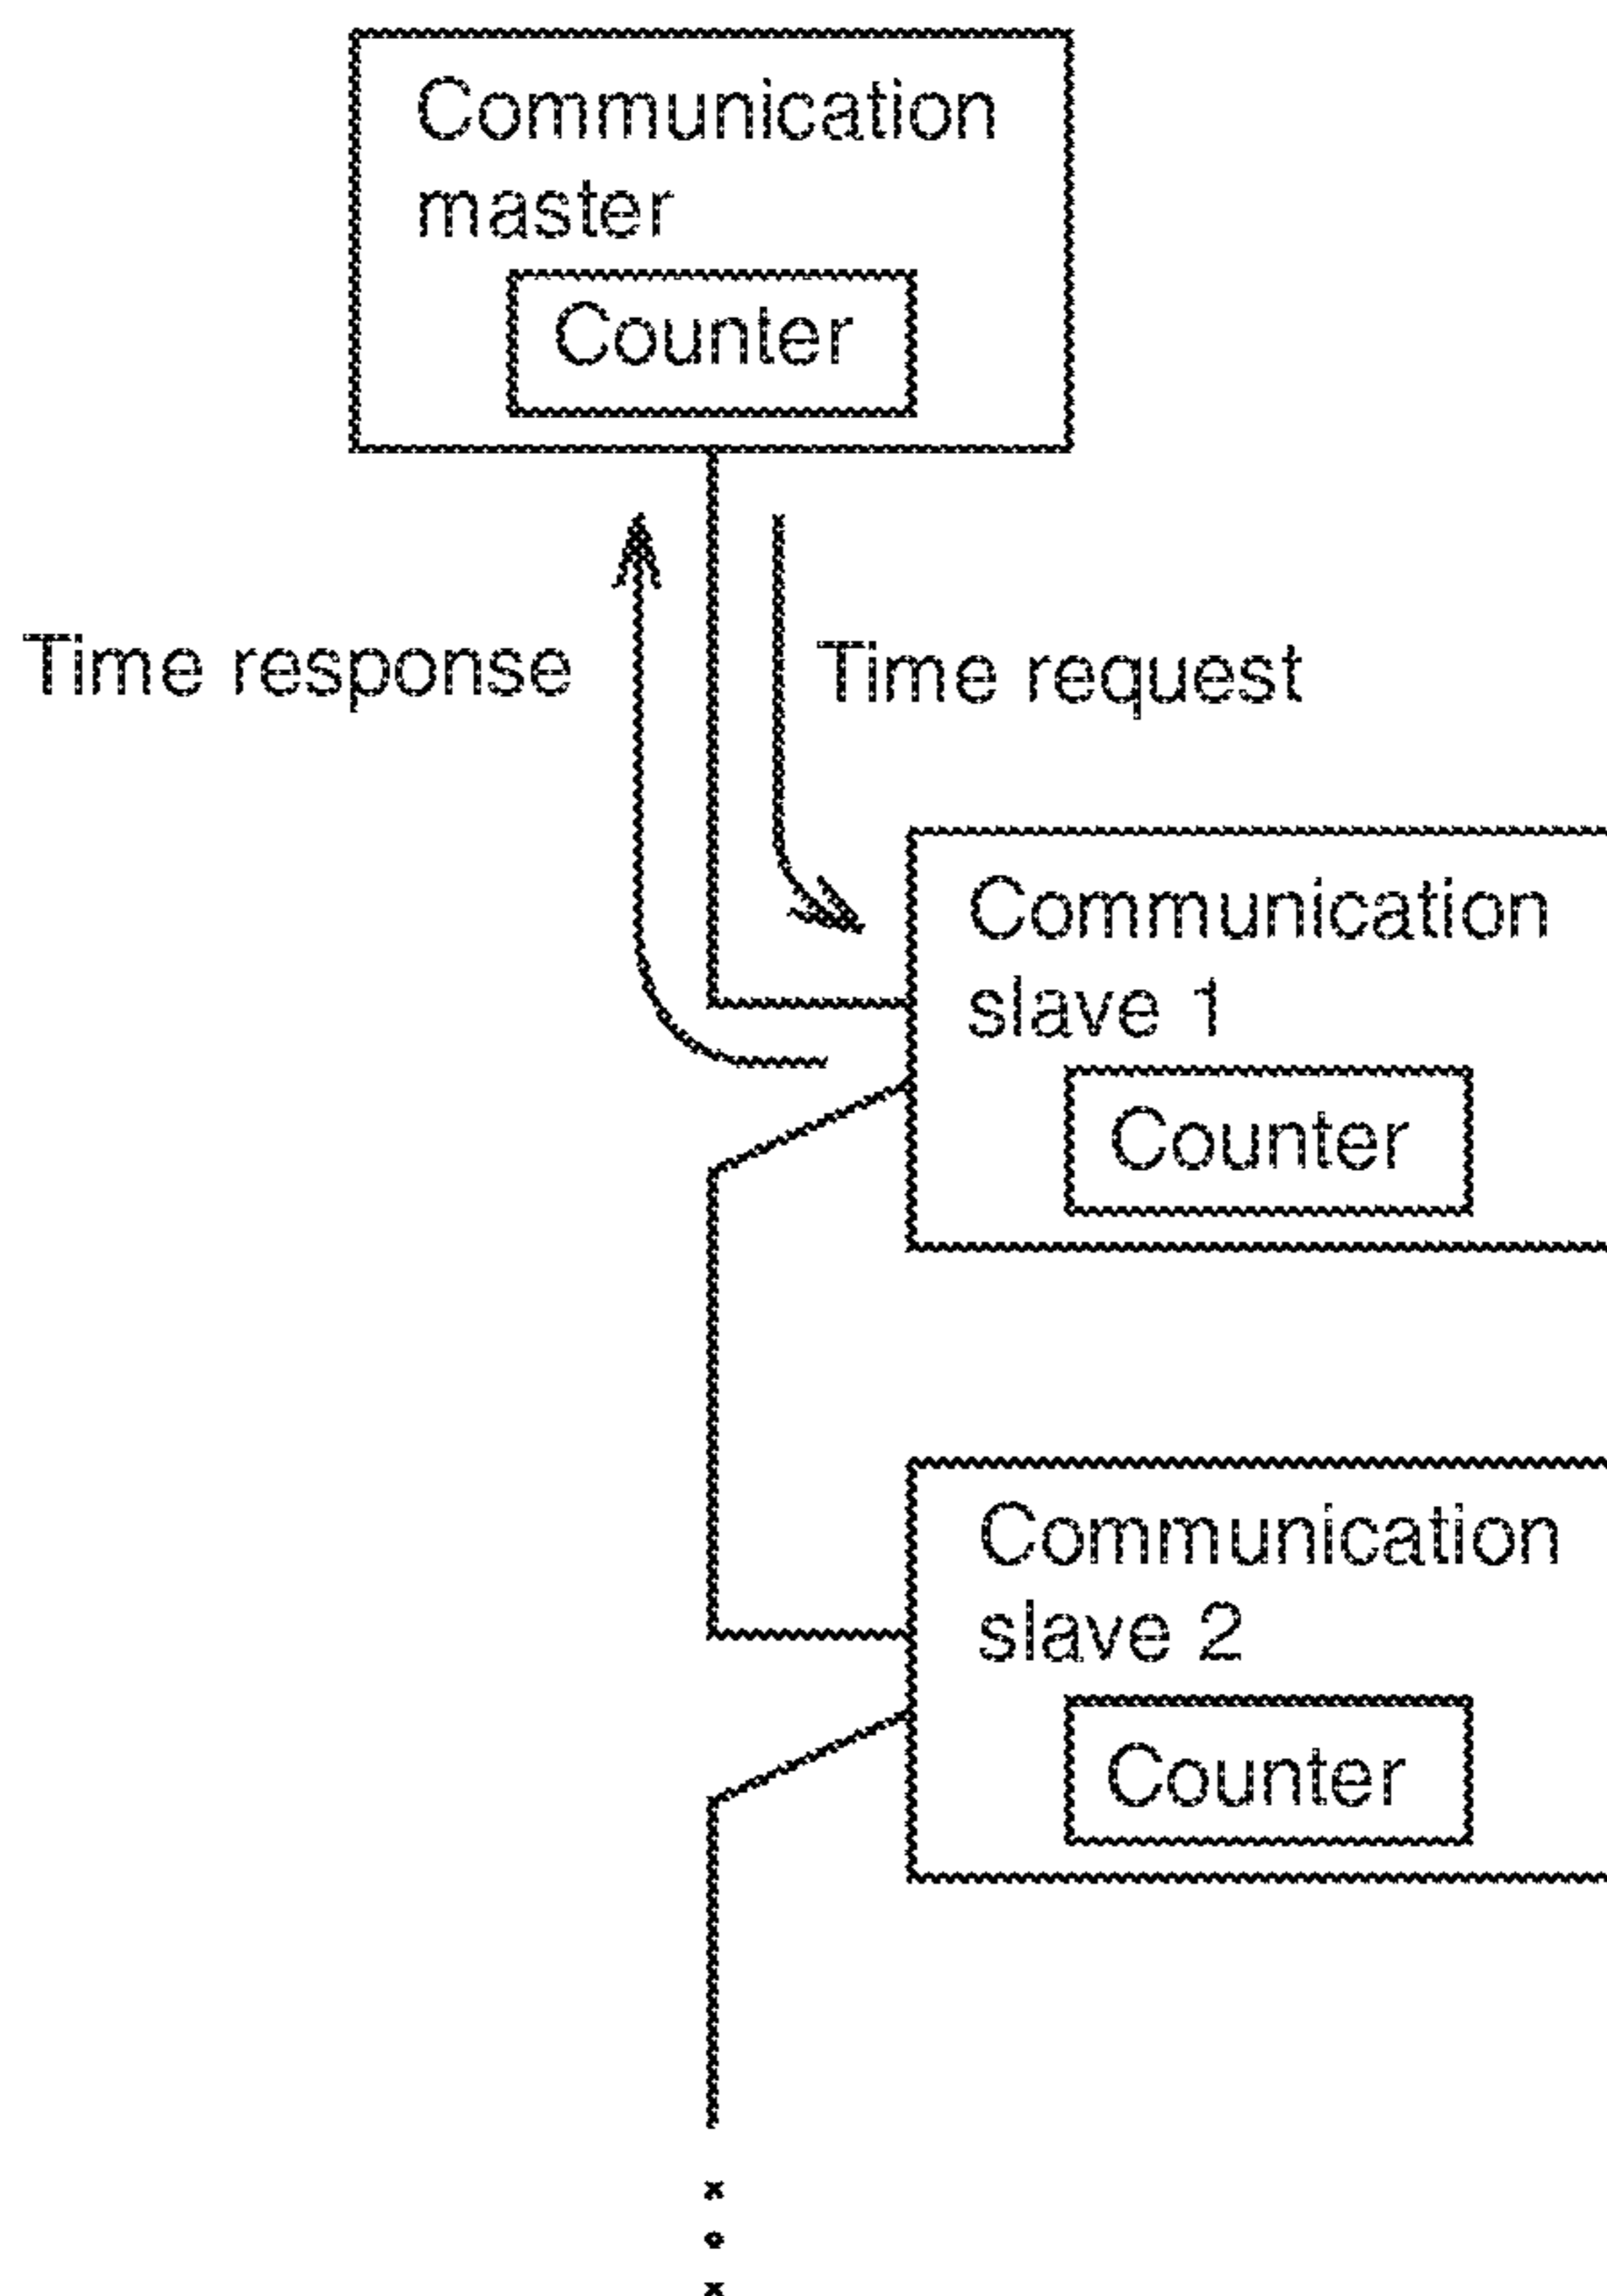 Communication
master
Counter
Time response
Time request
Communication
slave 1
Counter
Communication
slave 2
Counter